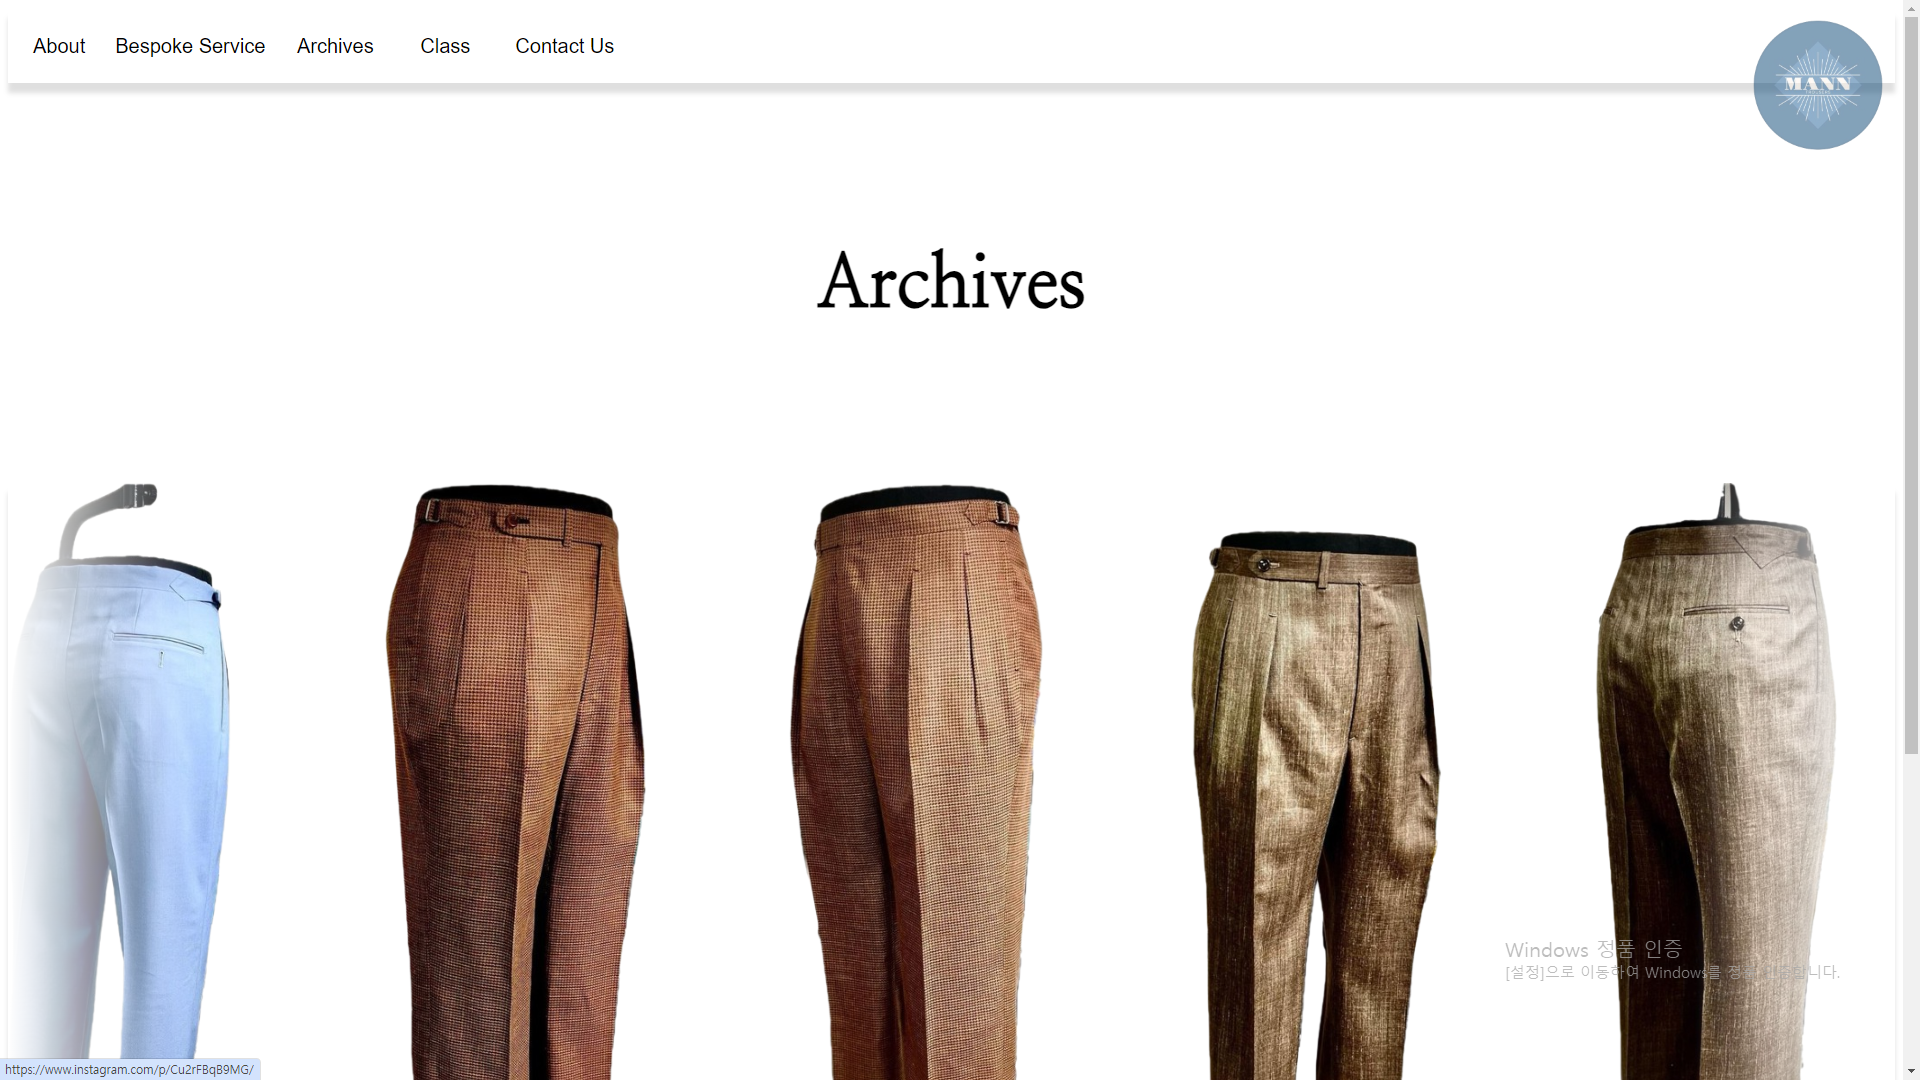 About Bespoke Service Archives Class Contact Us
MANN
Archives
Windows 정품 인증
[설정]으로 이동하여 Windows를 정품 인증합니다.
https://www.instagram.com/p/Cu2rFBqB9MG/